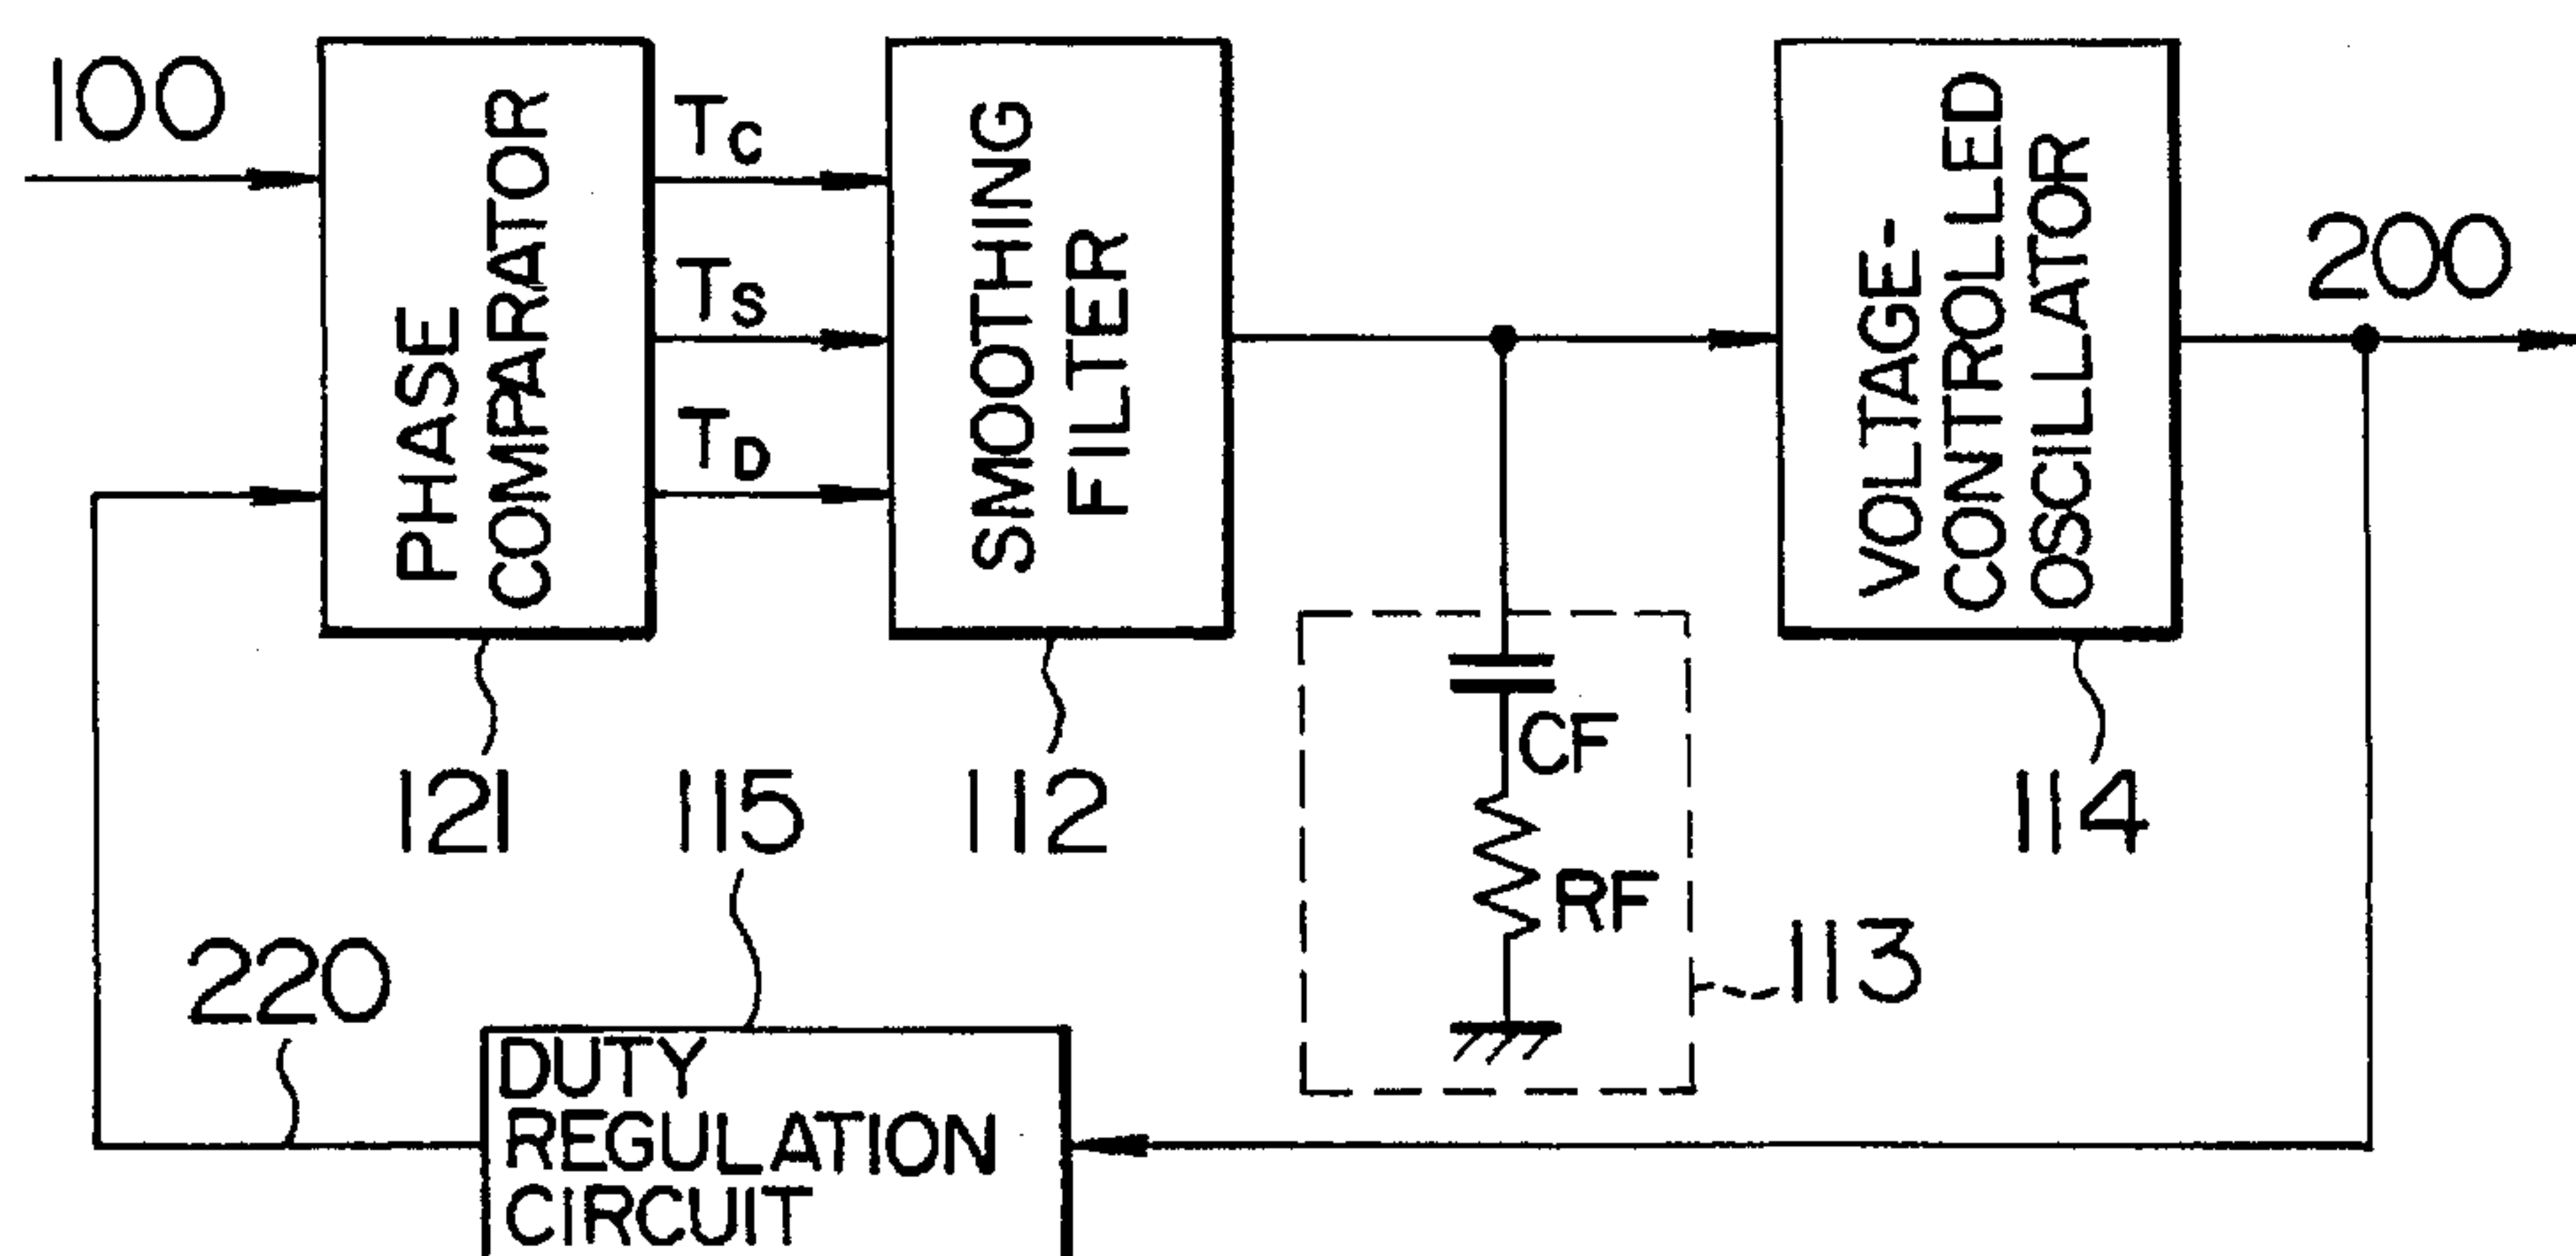 100
PHASE
COMPARATOR
TC
TS
TD
SMOOTHING
FILTER
VOLTAGE-
CONTROLLED
OSCILLATOR
200
121
115
112
CF
RF
114
113
220
DUTY
REGULATION
CIRCUIT